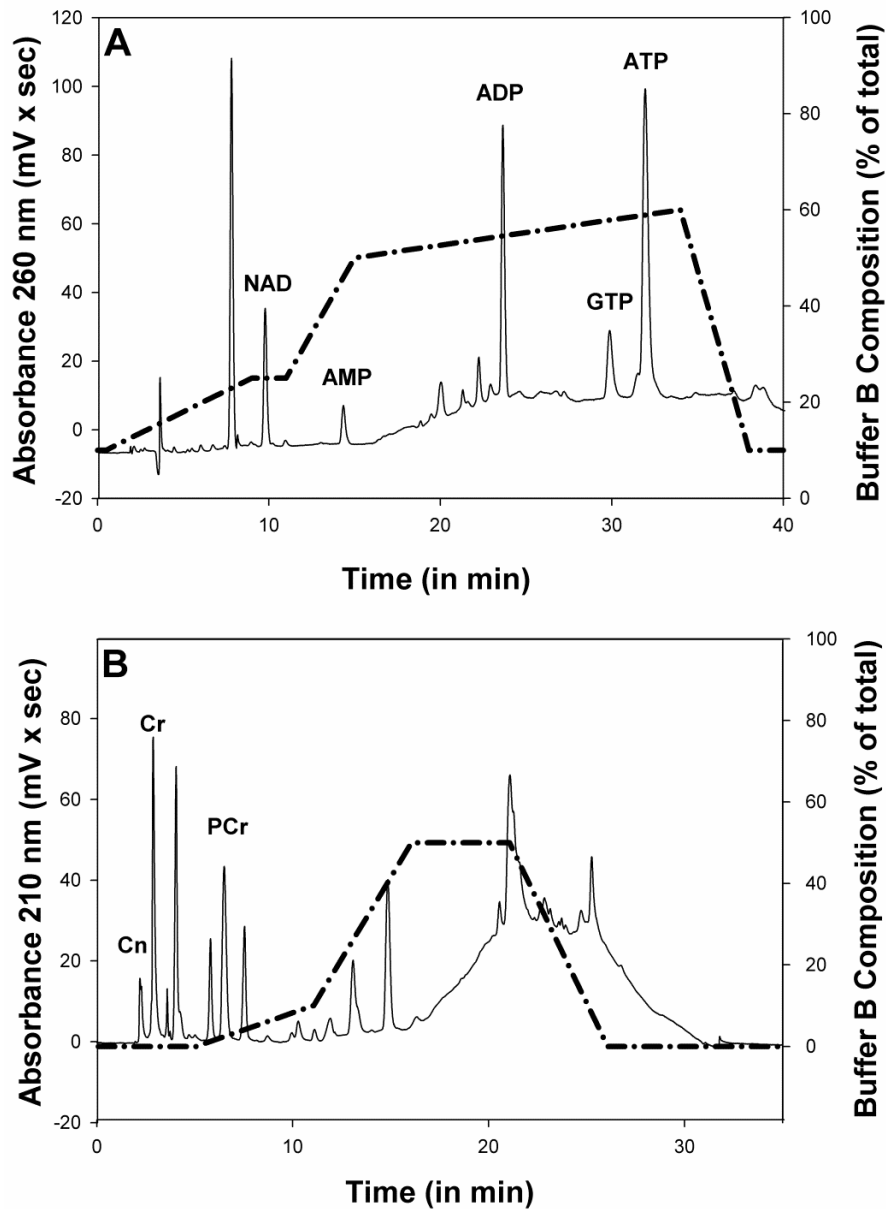 A
Absorbance 260 nm (mV x sec)
120
100
80
60
40
20
0
-20
NAD
AMP
ADP
GTP
ATP
100
80
60
40
20
0
Buffer B Composition (% of total)
0 10 20 30 40
Time (in min)
B
Absorbance 210 nm (mV x sec)
80
60
40
20
0
-20
Cr
PCr
Cn
100
80
60
40
20
0
Buffer B Composition (% of total)
0 10 20 30
Time (in min)